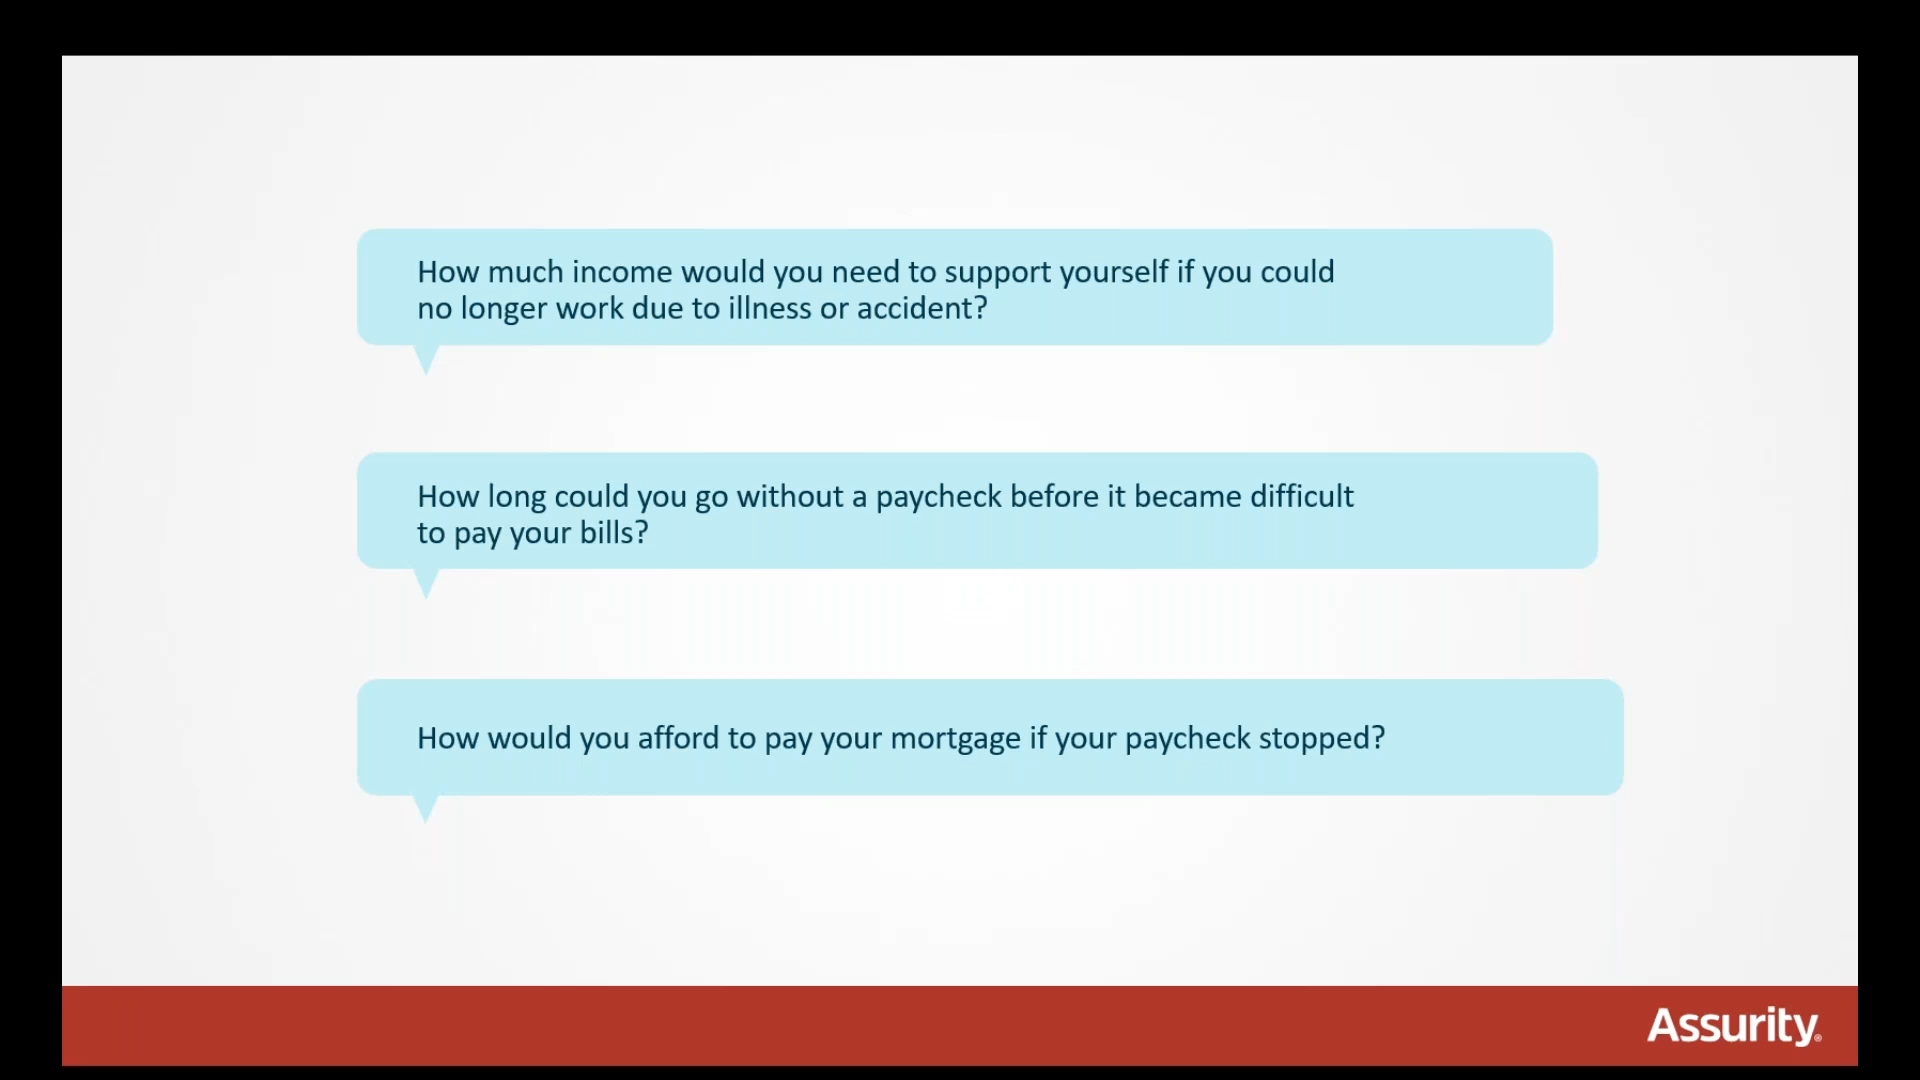 How much income would you need to support yourself if you could
no longer work due to illness or accident?
How long could you go without a paycheck before it became difficult
to pay your bills?
How would you afford to pay your mortgage if your paycheck stopped?
Assurity®